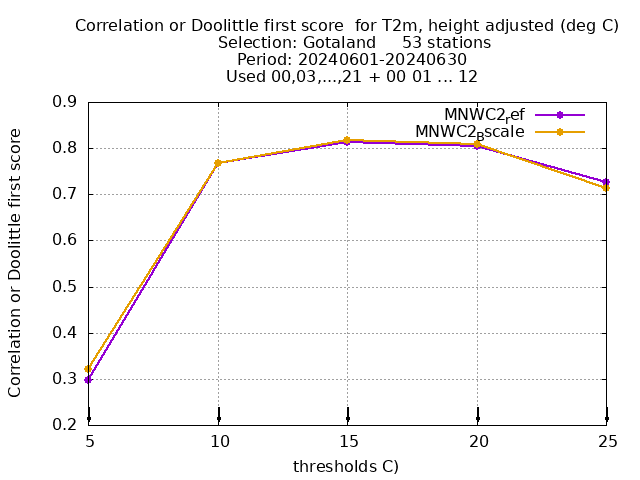 Correlation or Doolittle first score  for T2m, height adjusted (deg C)
Selection: Gotaland     53 stations
Period: 20240601-20240630
Used 00,03,...,21 + 00 01 ... 12
MNWC2ref
MNWC2Bscale
Correlation or Doolittle first score
0.9
0.8
0.7
0.6
0.5
0.4
0.3
0.2
5 10 15 20 25
thresholds C)